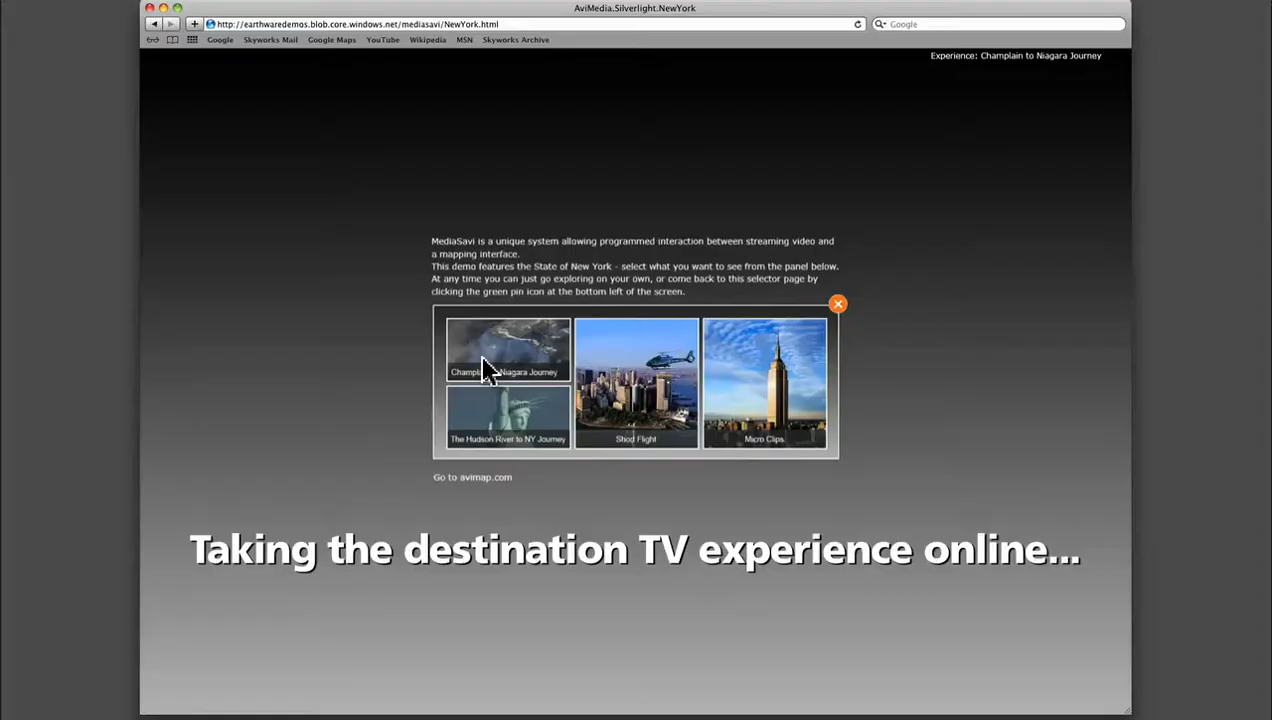 AviMedia.Silverlight.NewYork
http://earthwaredemos.blob.core.windows.net/mediasavi/NewYork.html
Google
Google Skyworks Mail Google Maps YouTube Wikipedia MSN Skyworks Archive
Experience: Champlain to Niagara Journey
MediaSavi is a unique system allowing programmed interaction between streaming video and
a mapping interface.
This demo features the State of New York - select what you want to see from the panel below.
At any time you can just go exploring on your own, or come back to this selector page by
clicking the green pin icon at the bottom left of the screen.
Niagara Journey
The Hudson River to NY Journey
Short Flight
Micro Clips
Go to avimap.com
Taking the destination TV experience online...